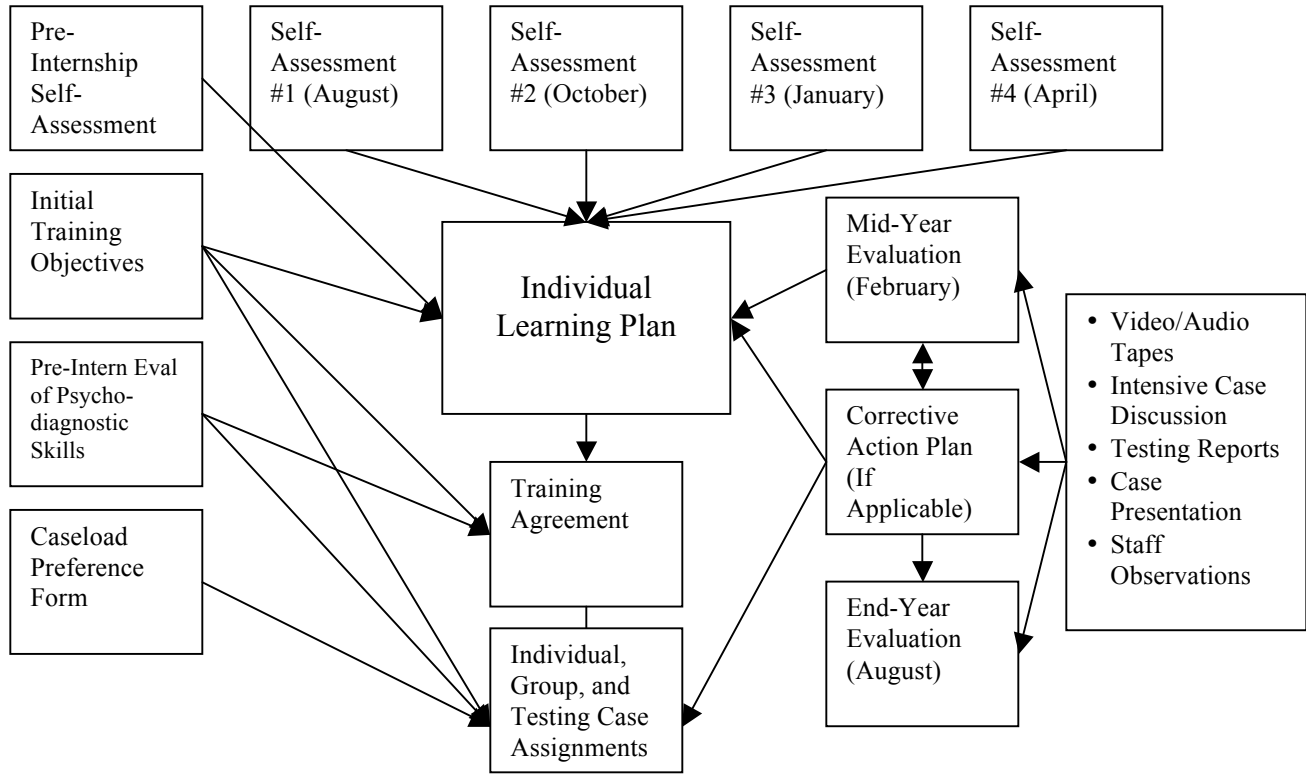 Pre-
Internship
Self-
Assessment
Self-
Assessment
#1 (August)
Self-
Assessment
#2 (October)
Self-
Assessment
#3 (January)
Self-
Assessment
#4 (April)
Initial
Training
Objectives
Individual
Learning Plan
Mid-Year
Evaluation
(February)
• Video/Audio
Tapes
• Intensive Case
Discussion
• Testing Reports
• Case
Presentation
• Staff
Observations
Pre-Intern Eval
of Psycho-
diagnostic
Skills
Training
Agreement
Corrective
Action Plan
(If
Applicable)
Caseload
Preference
Form
Individual,
Group, and
Testing Case
Assignments
End-Year
Evaluation
(August)